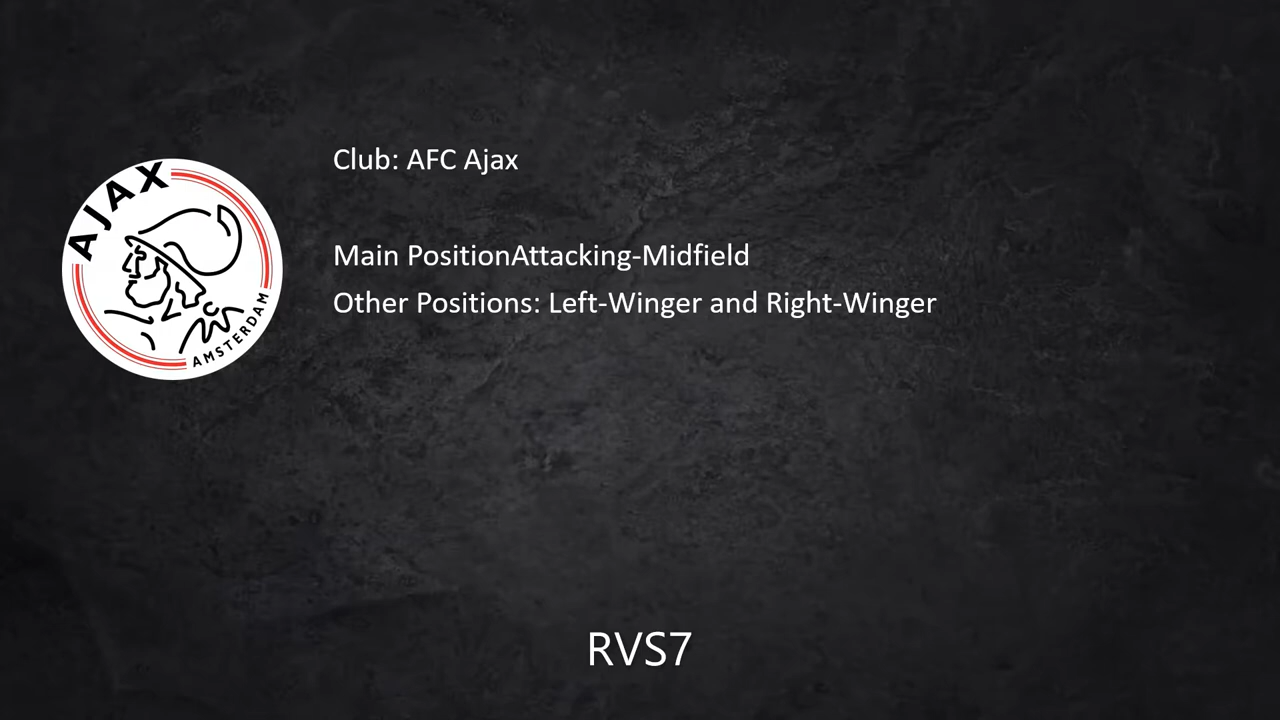 AJAX
AMSTERDAM
Club: AFC Ajax
Main PositionAttacking-Midfield
Other Positions: Left-Winger and Right-Winger
RVS7